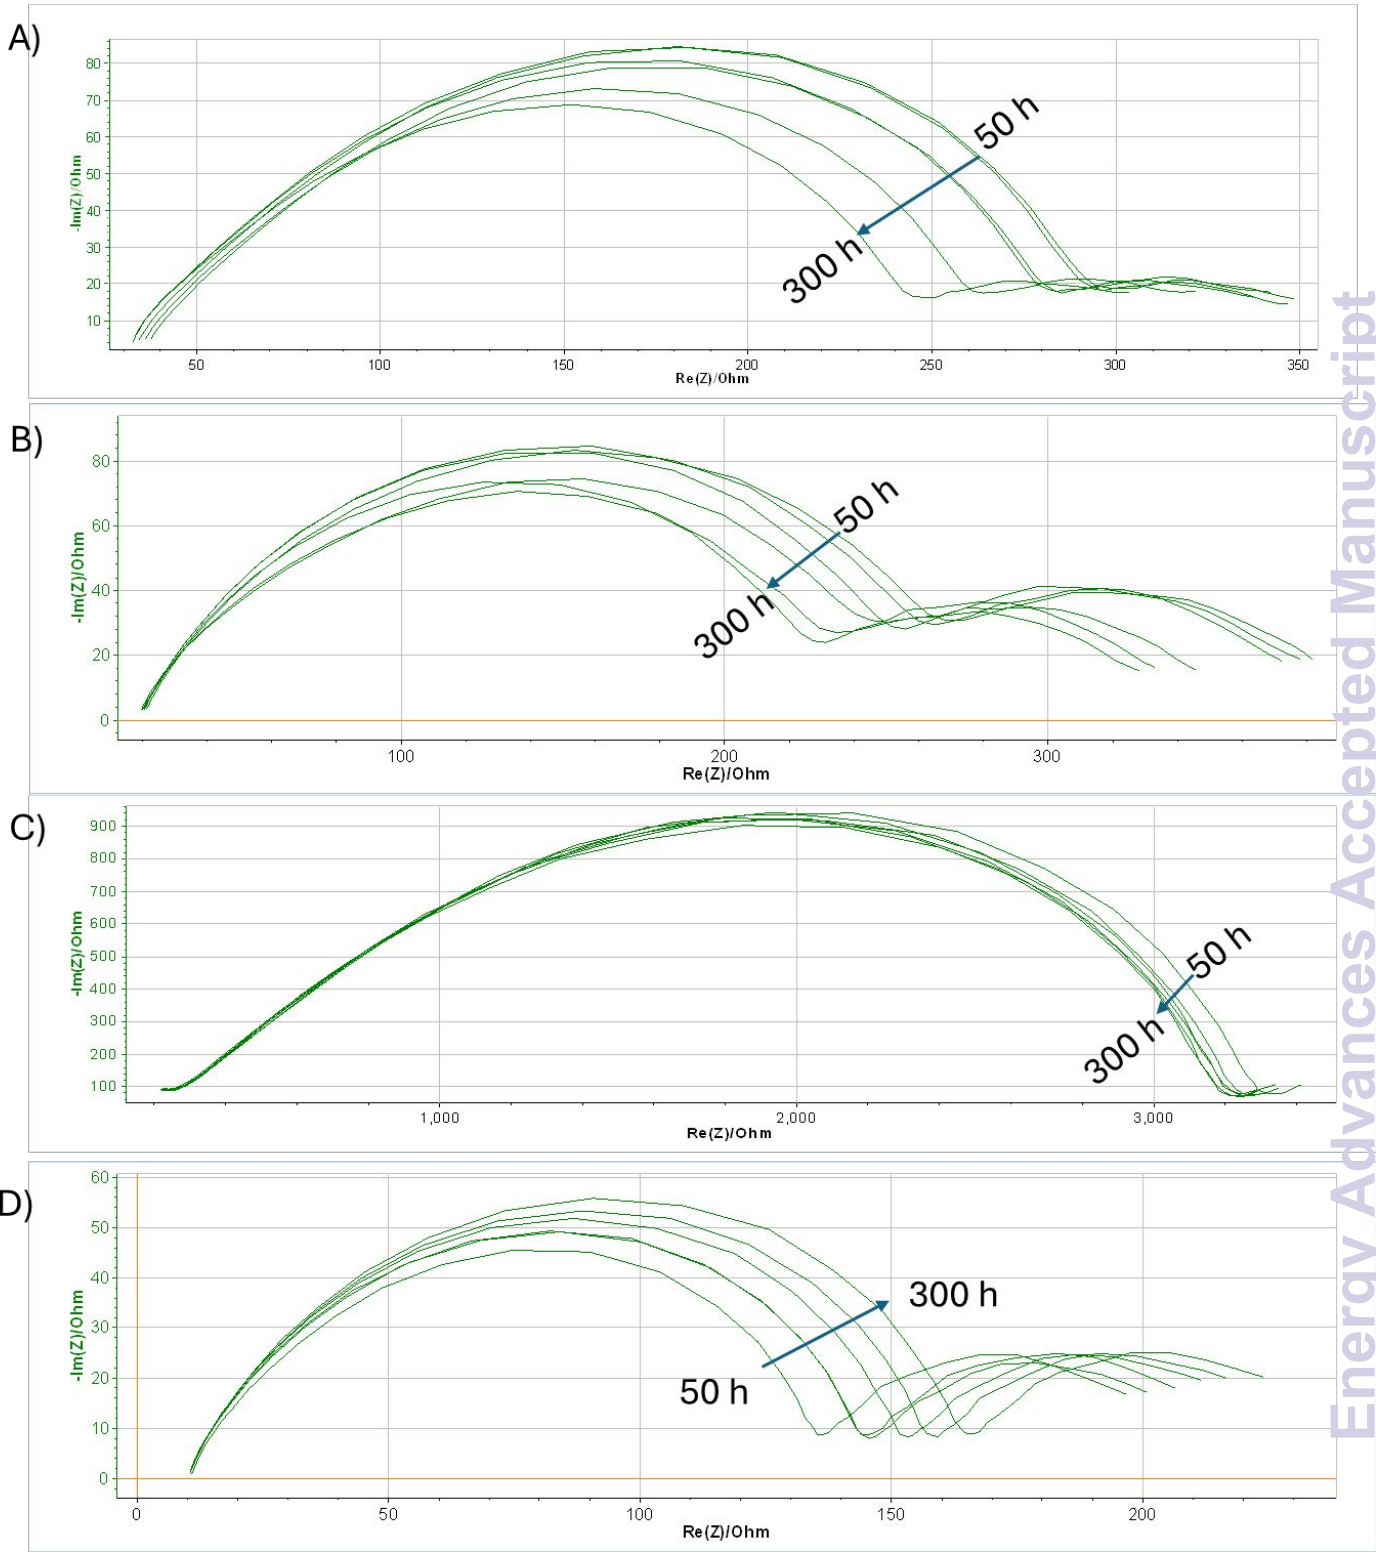 A)
-Im(Z)/Ohm
80
70
60
50
40
30
20
10
50 h
300 h
50
100
150
200
250
300
350
Re(Z)/Ohm
B)
-Im(Z)/Ohm
80
60
40
20
0
50 h
300 h
100
200
300
Re(Z)/Ohm
C)
-Im(Z)/Ohm
900
800
700
600
500
400
300
200
100
50 h
300 h
1,000
2,000
3,000
Re(Z)/Ohm
D)
-Im(Z)/Ohm
60
50
40
30
20
10
0
300 h
50 h
0
50
100
150
200
Re(Z)/Ohm
Energy Advances Accepted Manuscript